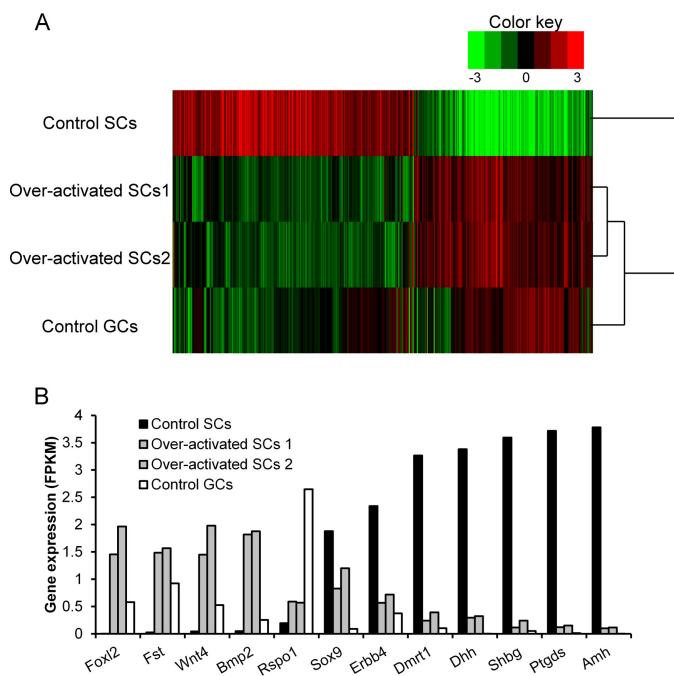 A
Color key
-3 0 3
Control SCs
Over-activated SCs1
Over-activated SCs2
Control GCs
B
Gene expression (FPKM)
4
3.5
3
2.5
2
1.5
1
0.5
0
Control SCs
Over-activated SCs 1
Over-activated SCs 2
Control GCs
Foxl2 Fst Wnt4 Bmp2 Rspo1 Sox9 Erbb4 Dmrt1 Dhh Shbg Ptgds Amh